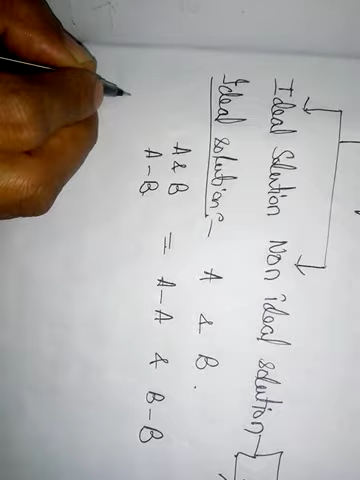 Ideal Solution Non ideal solution
Ideal solution:- A & B.
A & B
A-B = A-A & B-B